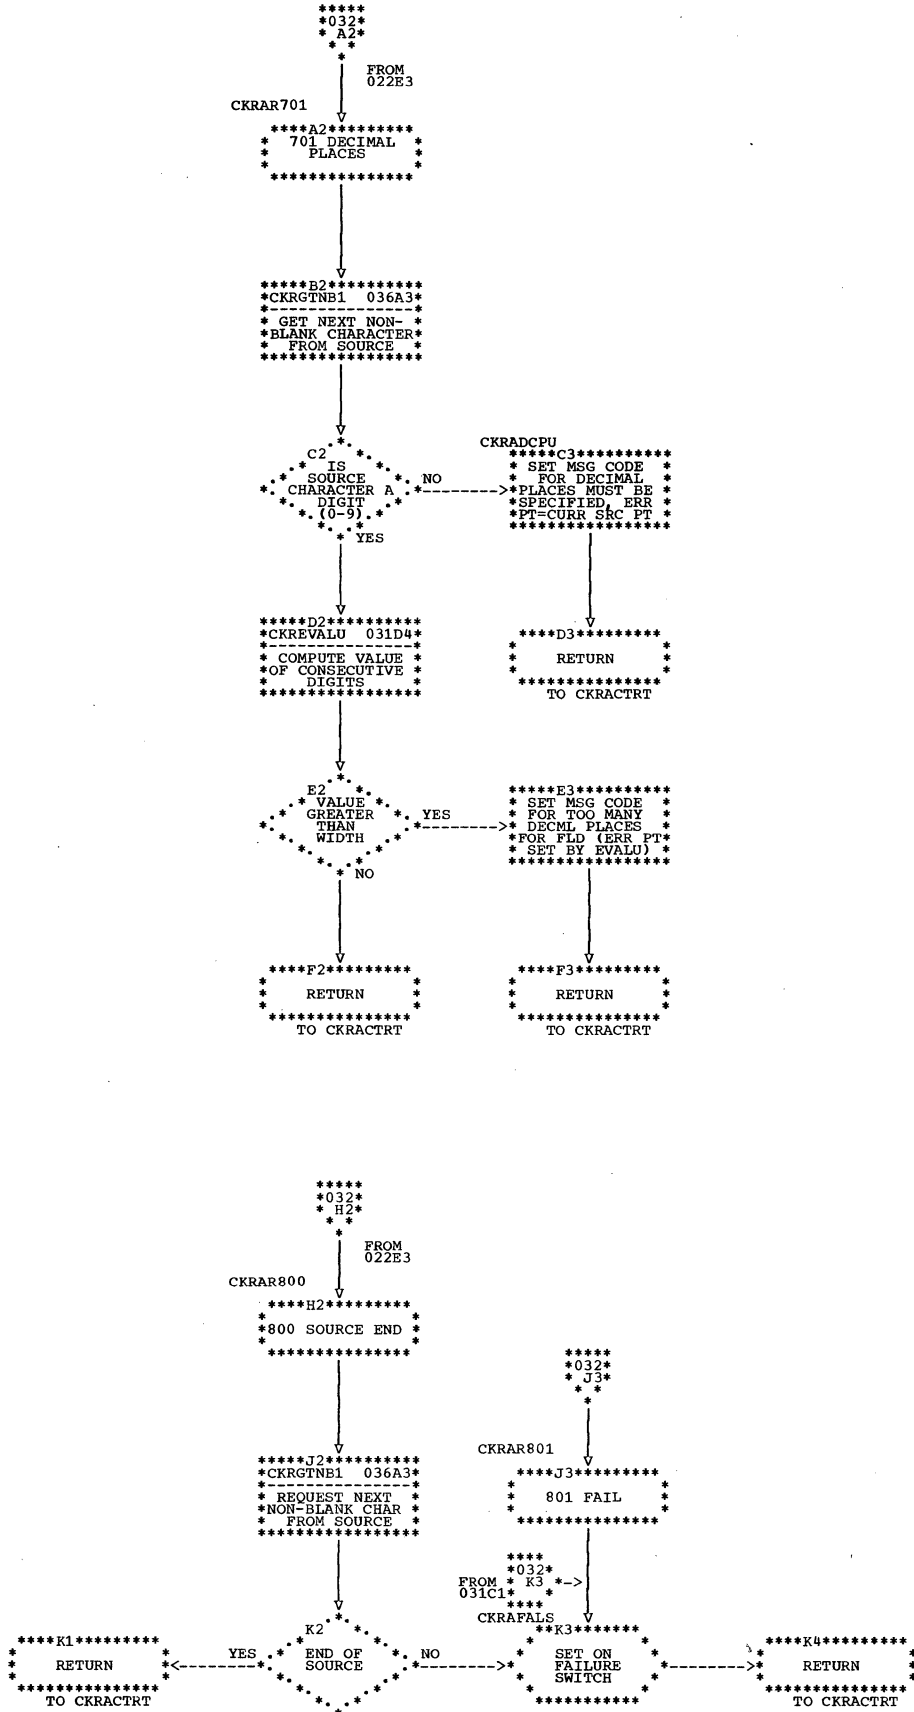 032
A2
FROM
022E3
CKRAR701
A2
701 DECIMAL
PLACES
B2
CKRGTNB1 036A3
GET NEXT NON-
BLANK CHARACTER
FROM SOURCE
C2
IS
SOURCE
CHARACTER A
DIGIT
(0-9)
NO
YES
CKRADCPU
C3
SET MSG CODE
FOR DECIMAL
PLACES MUST BE
SPECIFIED, ERR
PT=CURR SRC PT
D2
CKREVALU 031D4
COMPUTE VALUE
OF CONSECUTIVE
DIGITS
D3
RETURN
TO CKRACTRT
E2
VALUE
GREATER
THAN
WIDTH
YES
NO
E3
SET MSG CODE
FOR TOO MANY
DECML PLACES
FOR FLD (ERR PT
SET BY EVALU)
F2
RETURN
TO CKRACTRT
F3
RETURN
TO CKRACTRT
032
H2
FROM
022E3
CKRAR800
H2
800 SOURCE END
032
J3
J2
CKRGTNB1 036A3
REQUEST NEXT
NON-BLANK CHAR
FROM SOURCE
CKRAR801
J3
801 FAIL
032
K3
FROM
031C1
CKRAFALS
K1
RETURN
TO CKRACTRT
YES
K2
END OF
SOURCE
NO
K3
SET ON
FAILURE
SWITCH
K4
RETURN
TO CKRACTRT